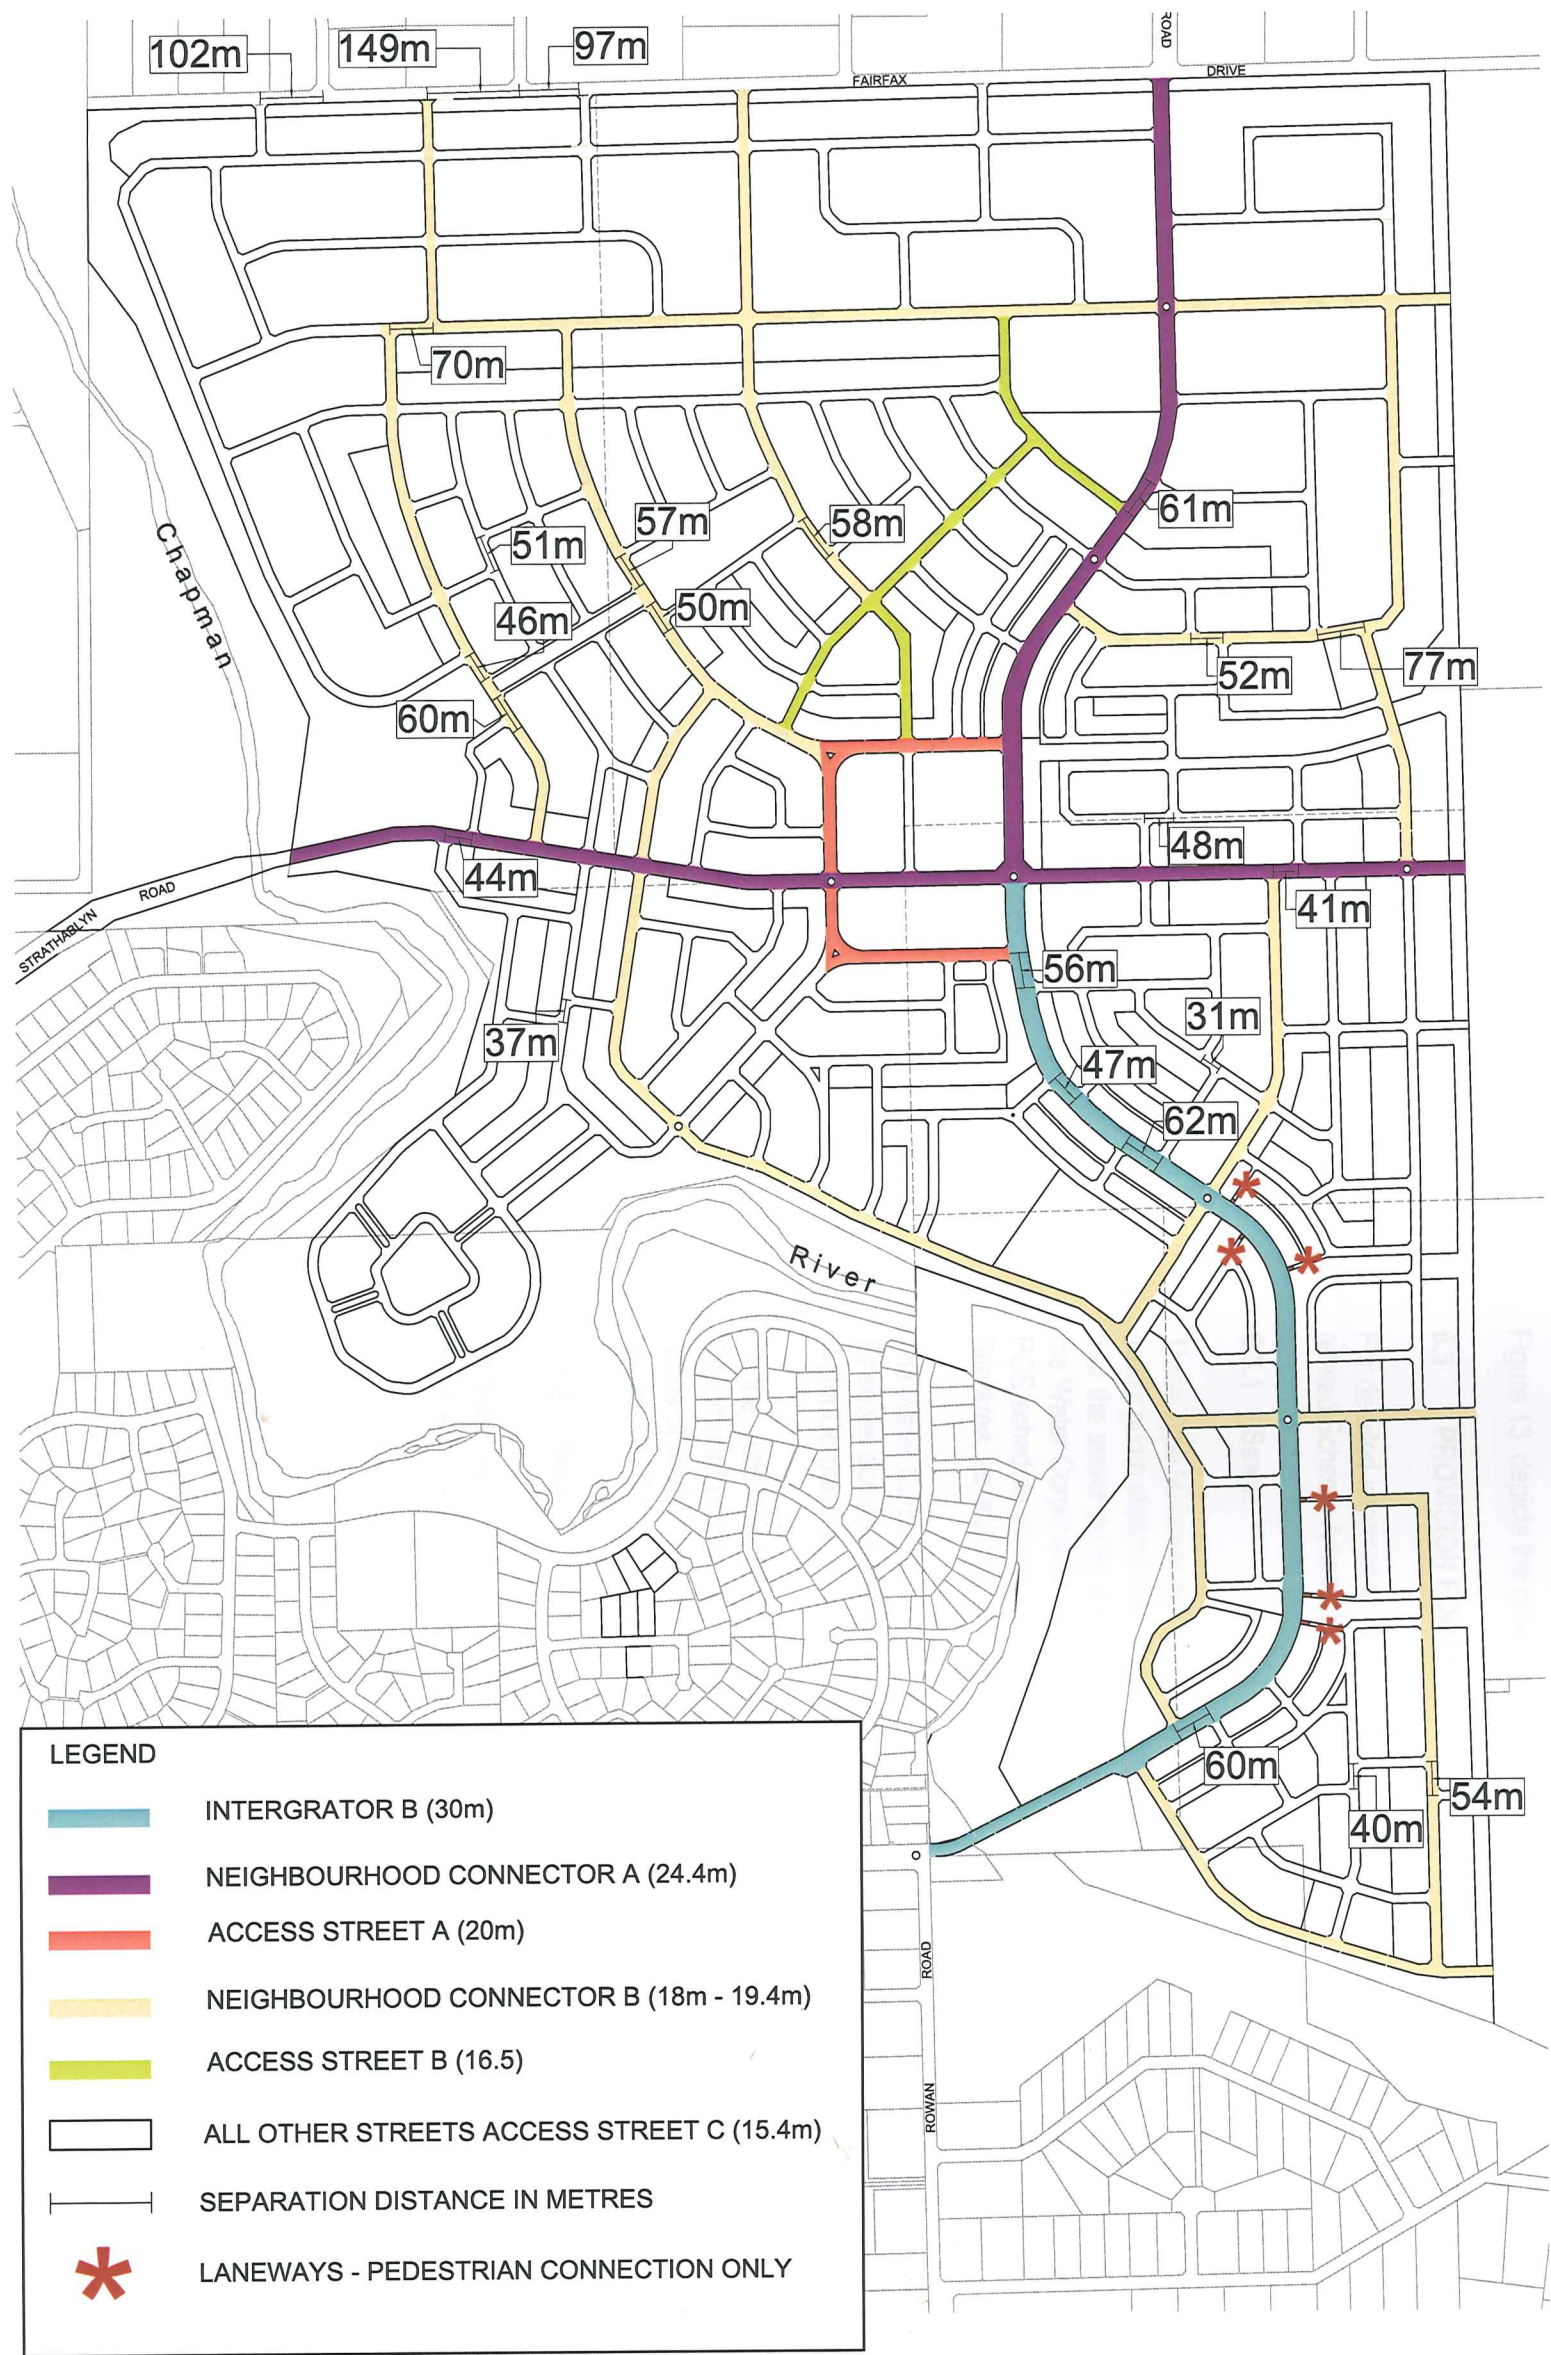 102m
149m
97m
ROAD
FAIRFAX
DRIVE
70m
61m
57m
58m
51m
50m
46m
Chapman
77m
52m
60m
48m
44m
41m
ROAD
STRATHABLYN
56m
31m
37m
47m
62m
River
60m
54m
40m
ROAD
ROWAN
LEGEND
INTERGRATOR B (30m)
NEIGHBOURHOOD CONNECTOR A (24.4m)
ACCESS STREET A (20m)
NEIGHBOURHOOD CONNECTOR B (18m - 19.4m)
ACCESS STREET B (16.5)
ALL OTHER STREETS ACCESS STREET C (15.4m)
SEPARATION DISTANCE IN METRES
LANEWAYS - PEDESTRIAN CONNECTION ONLY